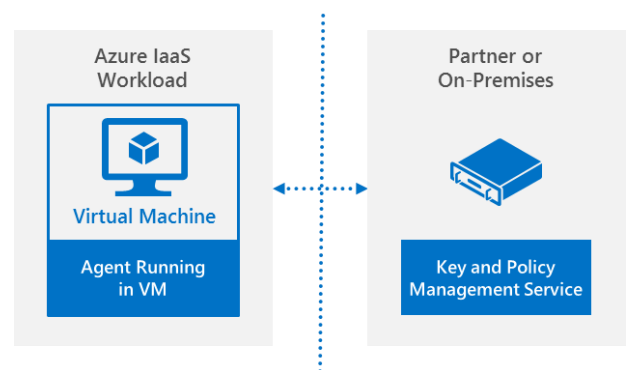 Azure IaaS
Workload
Virtual Machine
Agent Running
in VM
Partner or
On-Premises
Key and Policy
Management Service